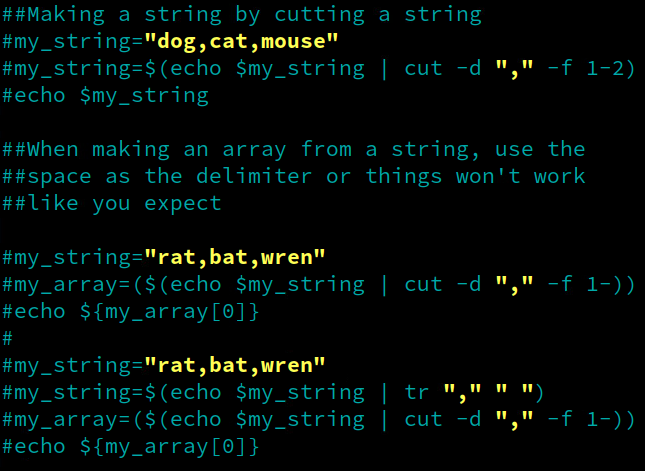 ##Making a string by cutting a string
#my_string="dog,cat,mouse"
#my_string=$(echo $my_string | cut -d "," -f 1-2)
#echo $my_string
##When making an array from a string, use the
##space as the delimiter or things won't work
##like you expect
#my_string="rat,bat,wren"
#my_array=($(echo $my_string | cut -d "," -f 1-))
#echo ${my_array[0]}
#
#my_string="rat,bat,wren"
#my_string=$(echo $my_string | tr "," " ")
#my_array=($(echo $my_string | cut -d "," -f 1-))
#echo ${my_array[0]}